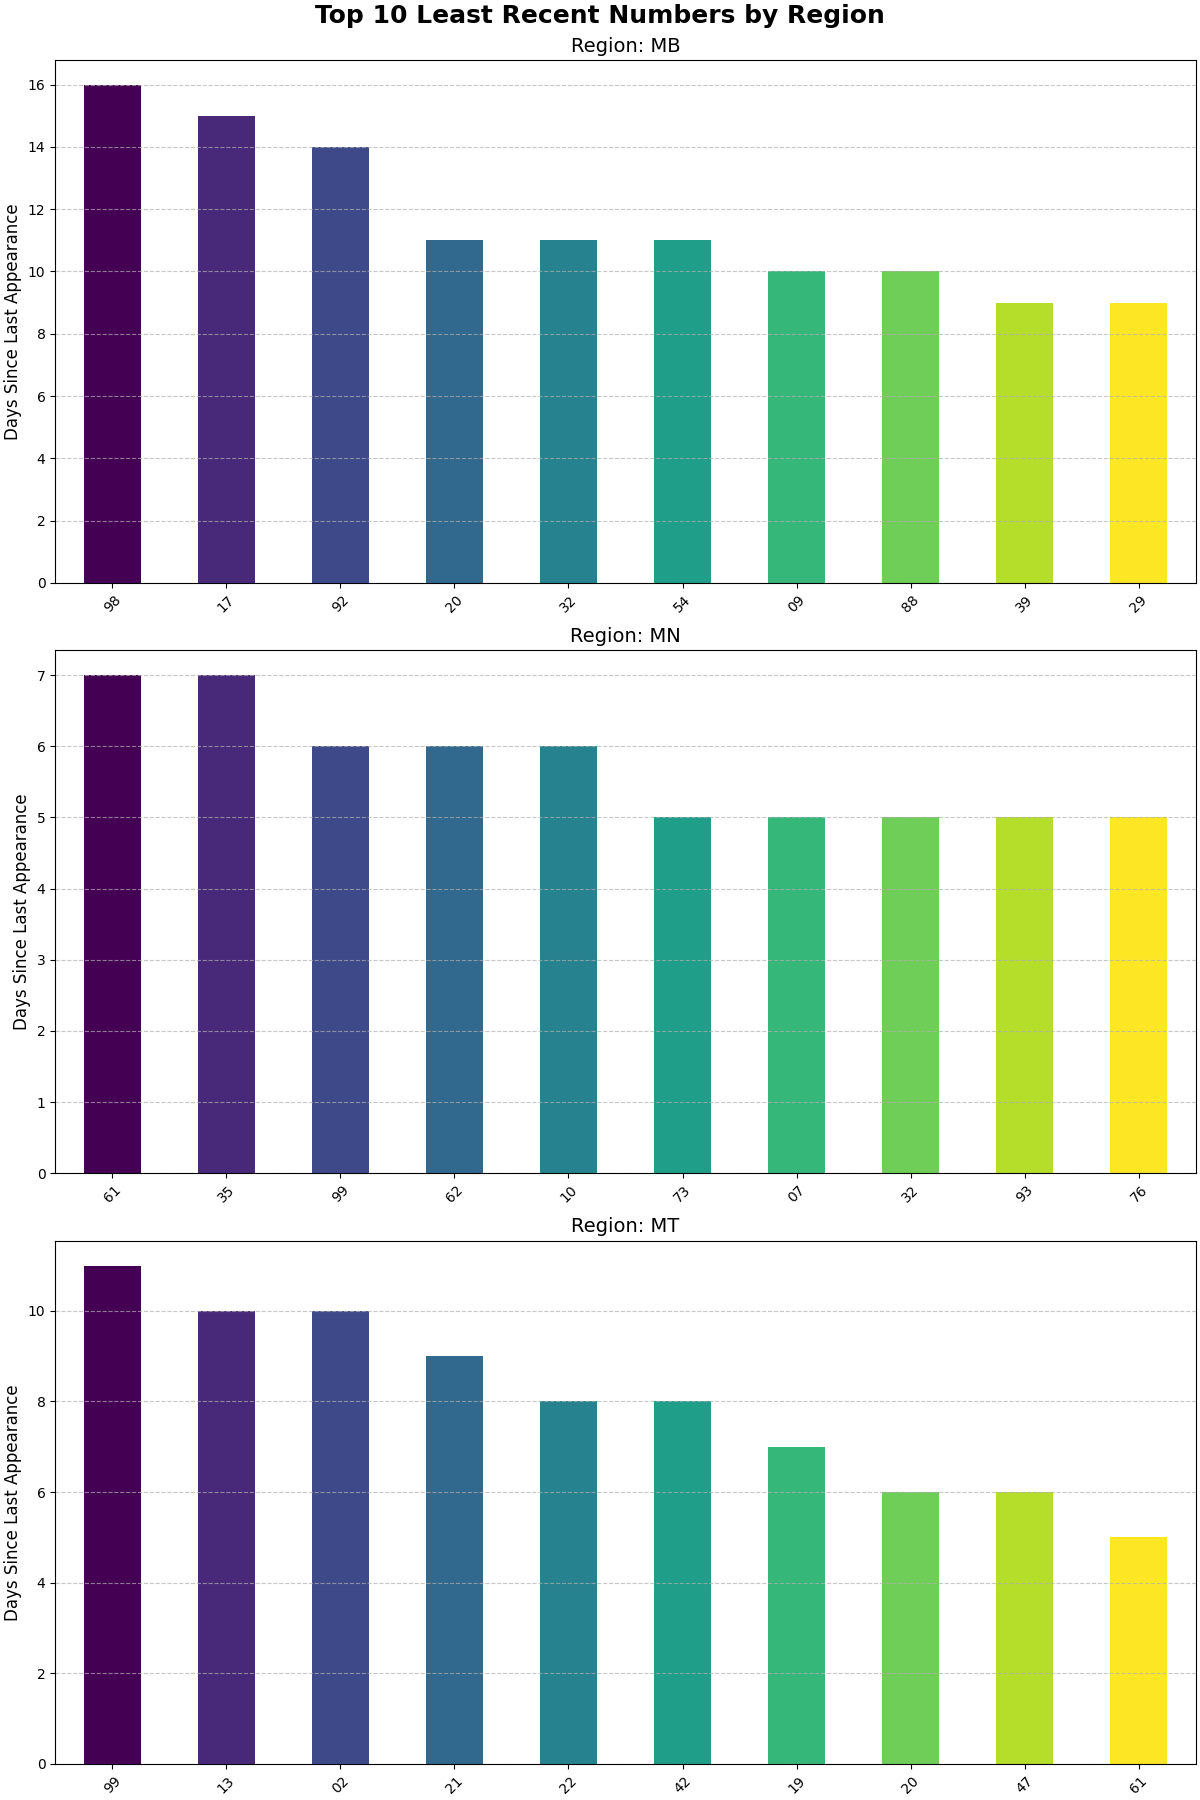 Top 10 Least Recent Numbers by Region
Region: MB
Days Since Last Appearance
16
14
12
10
8
6
4
2
0
98 17 92 20 32 54 09 88 39 29
Region: MN
Days Since Last Appearance
7
6
5
4
3
2
1
0
61 35 99 62 10 73 07 32 93 76
Region: MT
Days Since Last Appearance
10
8
6
4
2
0
99 13 02 21 22 42 19 20 47 61